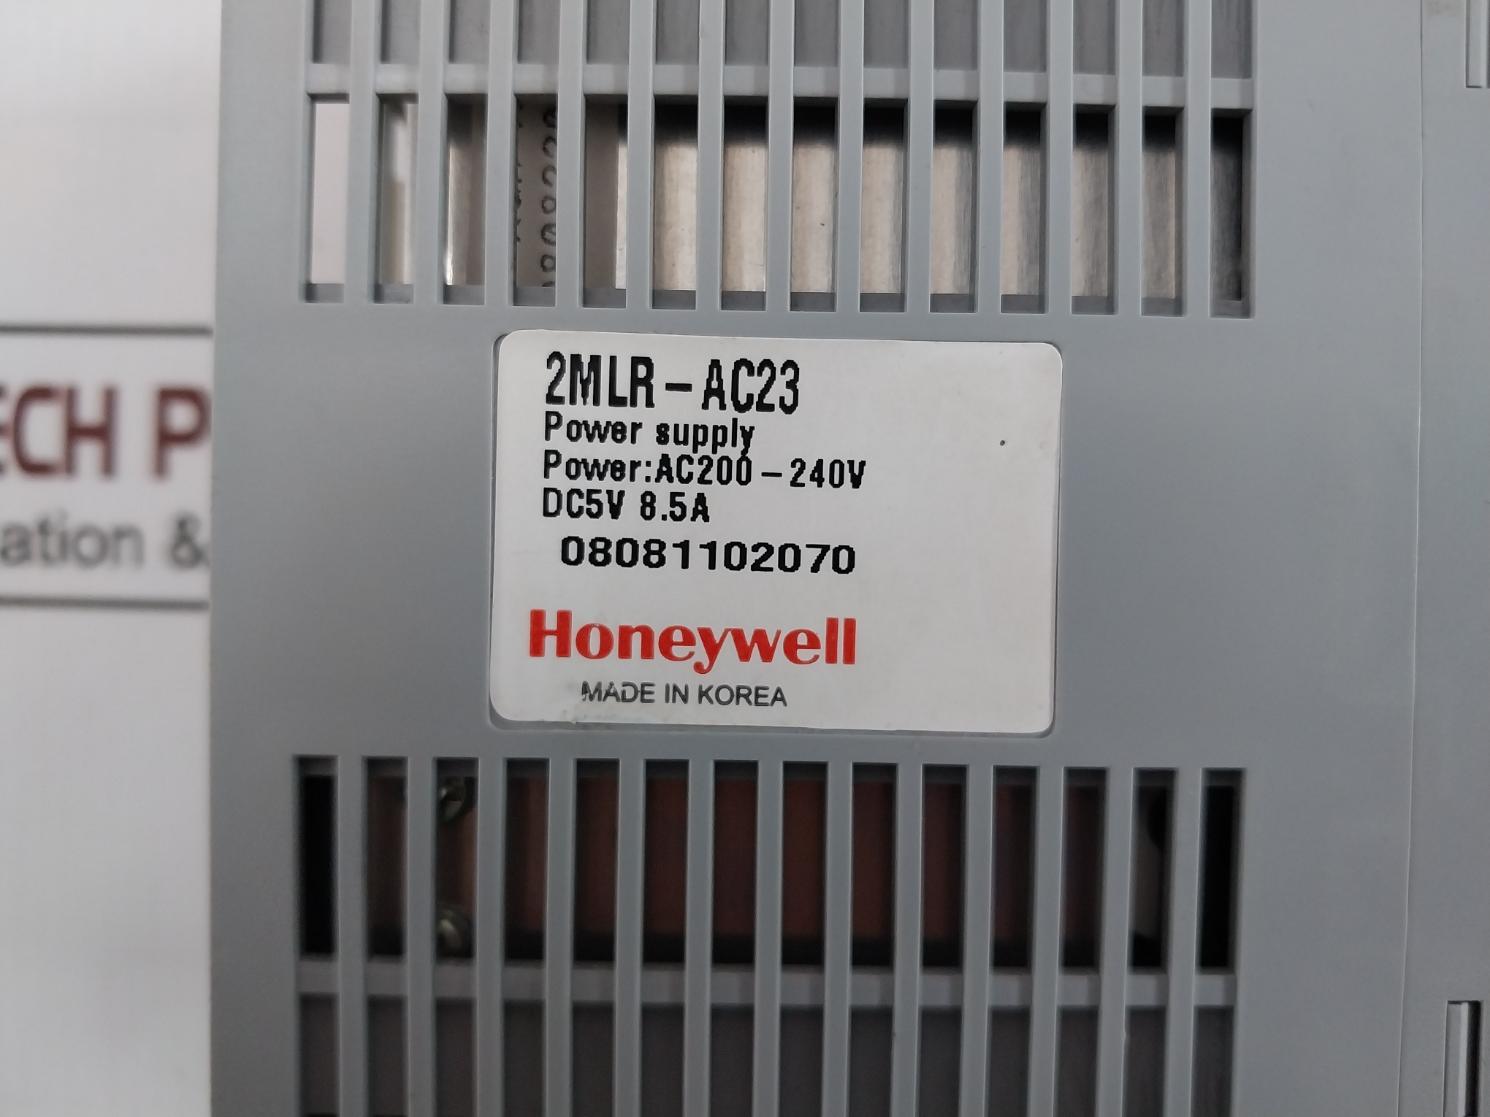 2MLR-AC23
Power supply
Power:AC200-240V
DC5V 8.5A
08081102070
Honeywell
MADE IN KOREA
ECH P
ation &